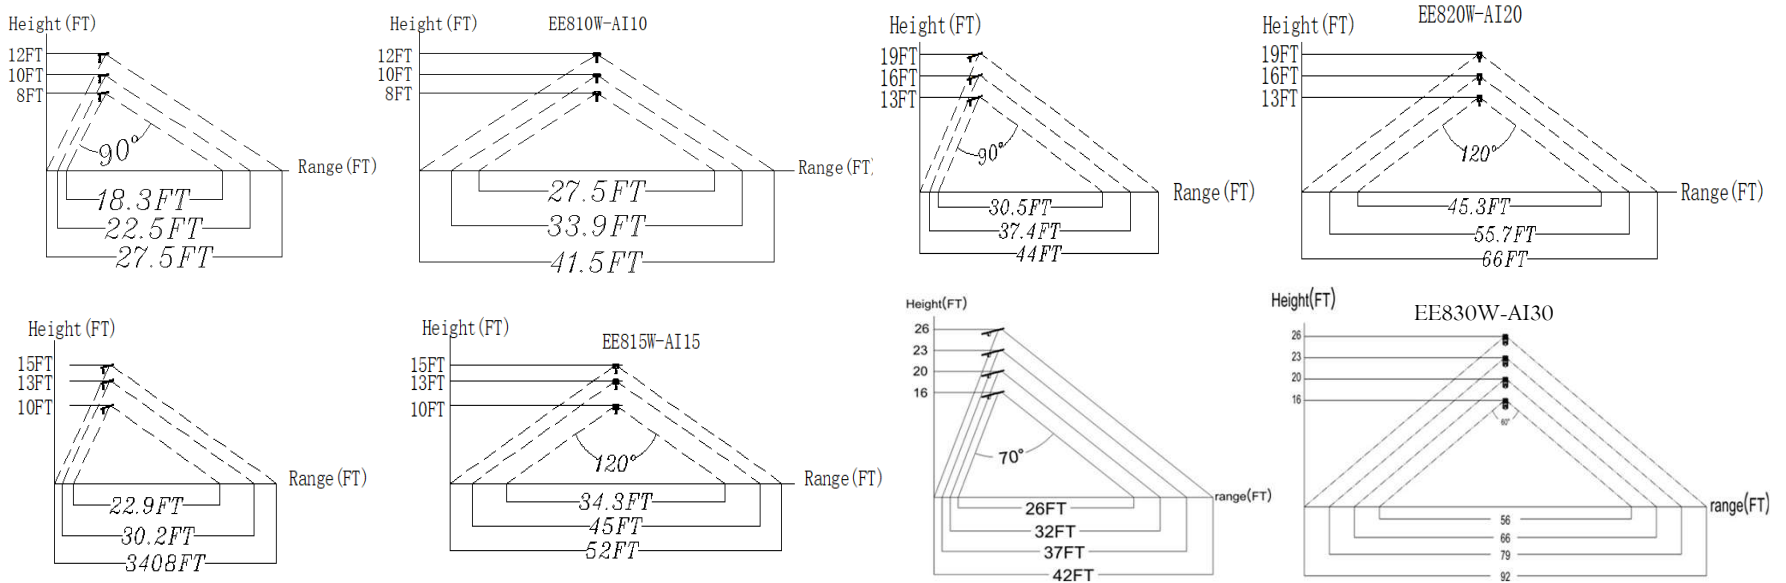 Height(FT)
12FT
10FT
8FT
90°
Range(FT)
18.3FT
22.5FT
27.5FT
Height(FT)
EE810W-AI10
12FT
10FT
8FT
Range(FT)
27.5FT
33.9FT
41.5FT
Height(FT)
19FT
16FT
13FT
90°
Range(FT)
30.5FT
37.4FT
44FT
Height(FT)
EE820W-AI20
19FT
16FT
13FT
120°
Range(FT)
45.3FT
55.7FT
66FT
Height(FT)
15FT
13FT
10FT
Range(FT)
22.9FT
30.2FT
3408FT
Height(FT)
EE815W-AI15
15FT
13FT
10FT
120°
Range(FT)
34.3FT
45FT
52FT
Height(FT)
26
23
20
16
70°
range(FT)
26FT
32FT
37FT
42FT
Height(FT)
EE830W-AI30
26
23
20
16
60°
range(FT)
56
66
79
92